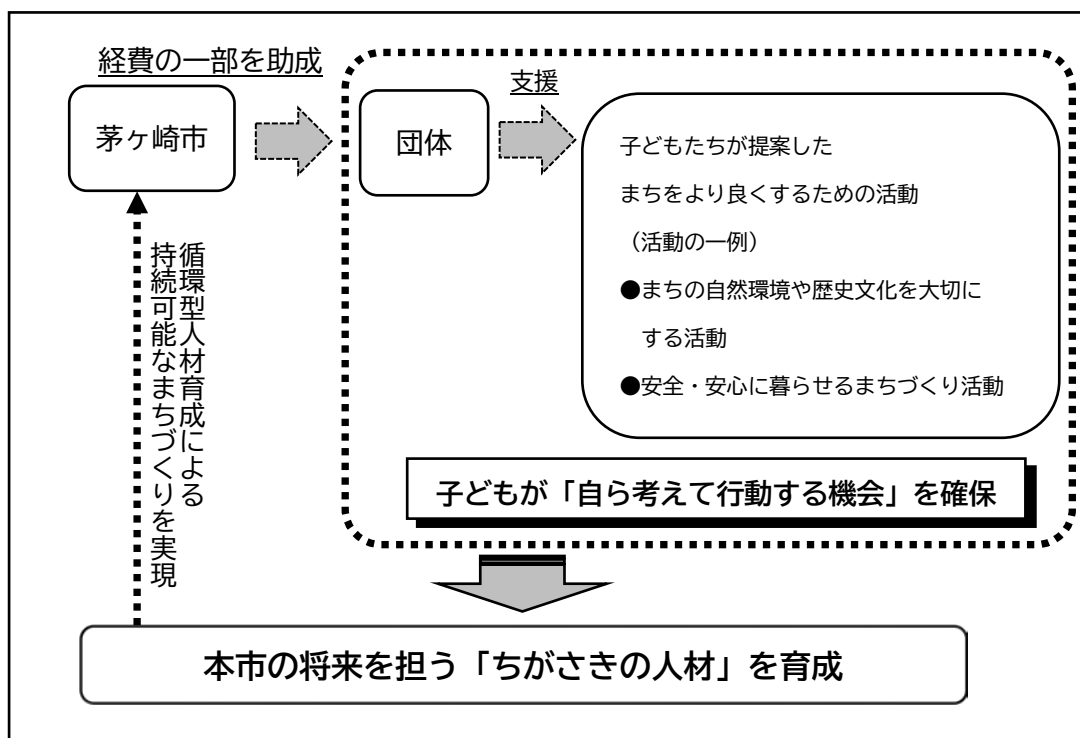 経費の一部を助成
茅ヶ崎市
団体
支援
子どもたちが提案した
まちをより良くするための活動
（活動の一例）
●まちの自然環境や歴史文化を大切に
する活動
●安全・安心に暮らせるまちづくり活動
子どもが「自ら考えて行動する機会」を確保
循環型人材育成による
持続可能なまちづくりを実現
本市の将来を担う「ちがさきの人材」を育成